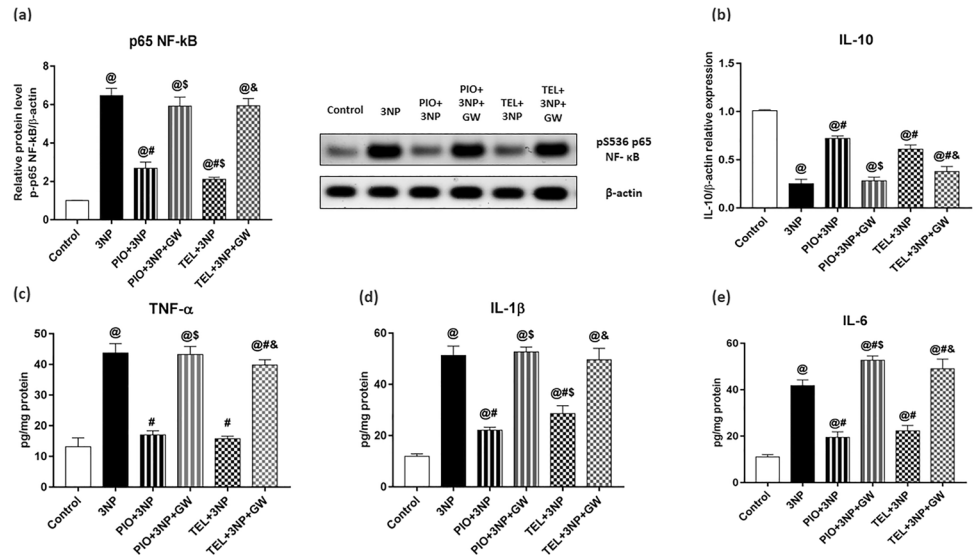 (a)
p65 NF-kB
Relative protein level
p-p65 NF-kB/β-actin
8
6
4
2
0
@
@#
@$
@#$
@&
Control
3NP
PIO+3NP
PIO+3NP+GW
TEL+3NP
TEL+3NP+GW
Control
3NP
PIO+
3NP
PIO+
3NP+
GW
TEL+
3NP
TEL+
3NP+
GW
pS536 p65
NF- κB
β-actin
(b)
IL-10
IL-10/β-actin relative expression
1.5
1.0
0.5
0.0
@
@#
@$
@#
@#&
Control
3NP
PIO+3NP
PIO+3NP+GW
TEL+3NP
TEL+3NP+GW
(c)
TNF-α
pg/mg protein
50
40
30
20
10
0
@
#
@$
#
@#&
Control
3NP
PIO+3NP
PIO+3NP+GW
TEL+3NP
TEL+3NP+GW
(d)
IL-1β
pg/mg protein
60
40
20
0
@
@#
@$
@#$
@&
Control
3NP
PIO+3NP
PIO+3NP+GW
TEL+3NP
TEL+3NP+GW
(e)
IL-6
pg/mg protein
60
40
20
0
@
@#
@#$
@#
@#&
Control
3NP
PIO+3NP
PIO+3NP+GW
TEL+3NP
TEL+3NP+GW